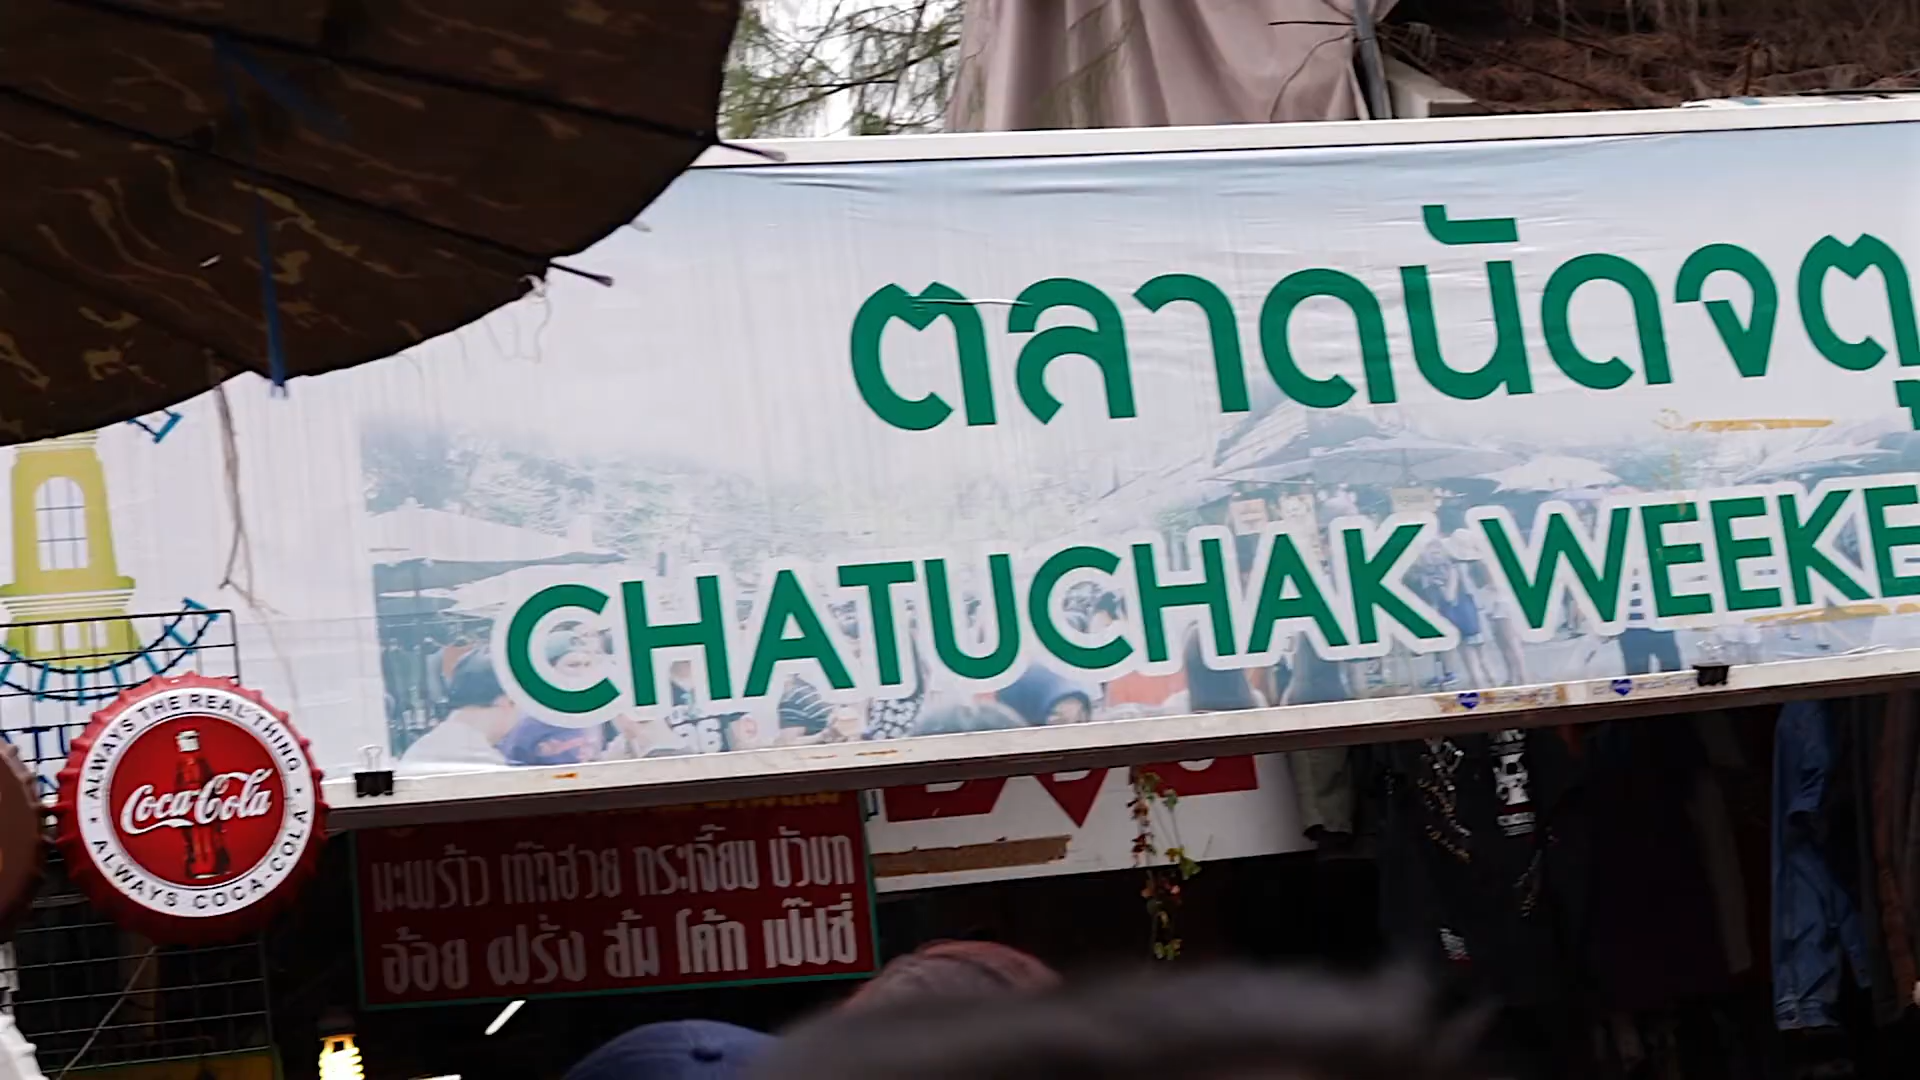 ตลาดนัดจตุ
CHATUCHAK WEEKE
ALWAYS THE REAL THING
Coca-Cola
ALWAYS COCA-COLA
มะพร้าว เก๊กฮวย กระเจี๊ยบ บัวบก
อ้อย ฝรั่ง ส้ม โค้ก เป๊ปซี่